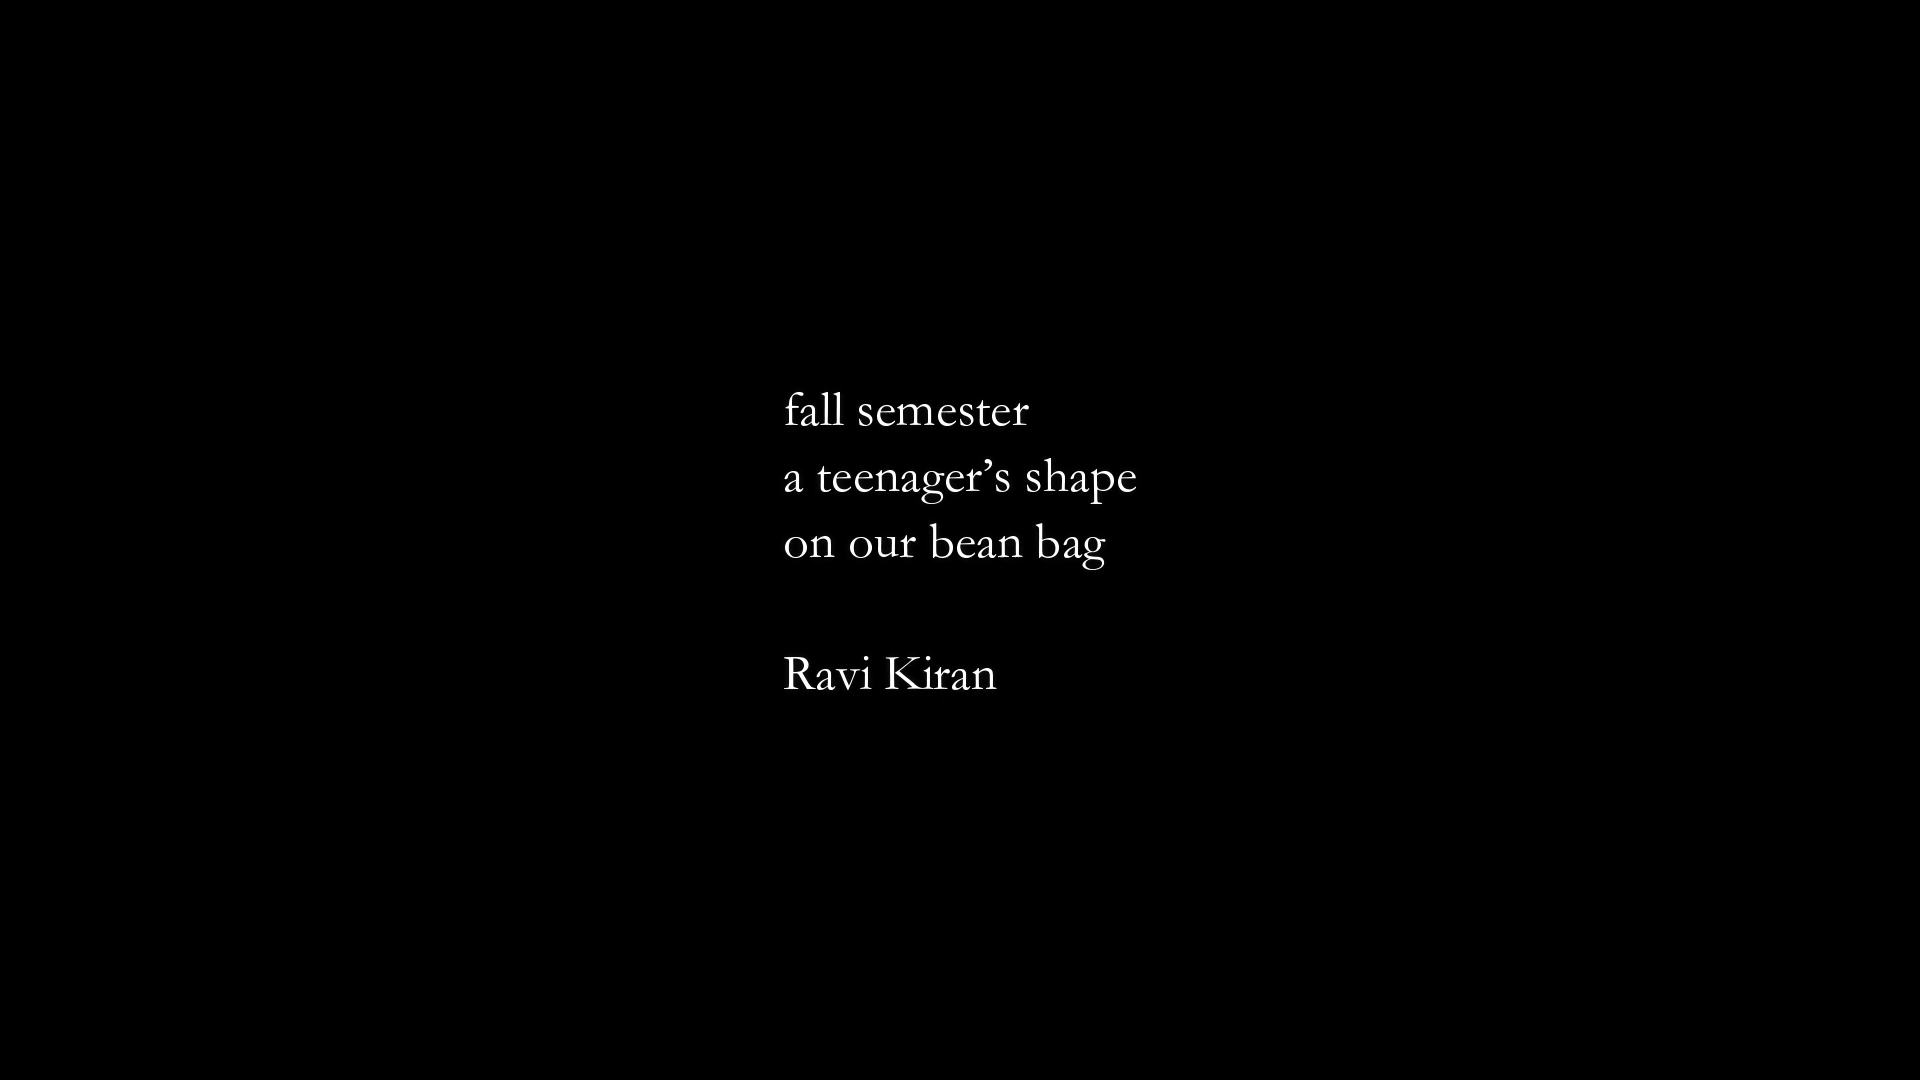 fall semester
a teenager’s shape
on our bean bag
Ravi Kiran